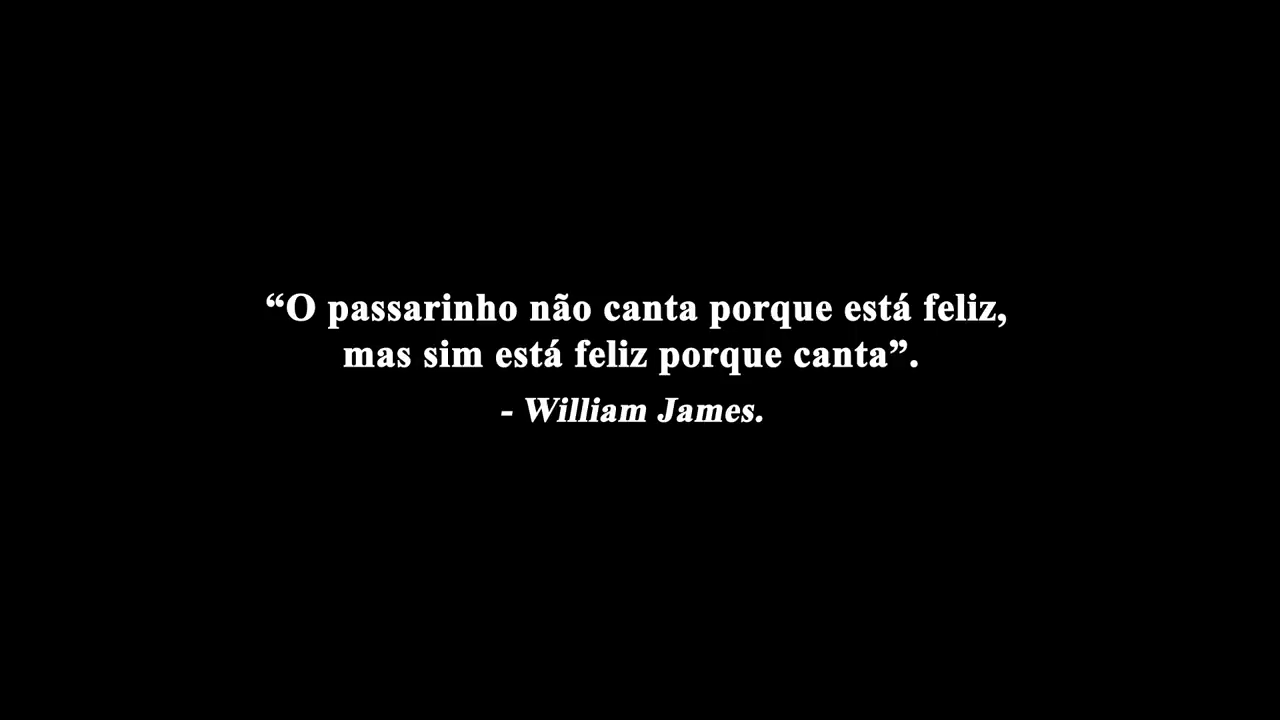 “O passarinho não canta porque está feliz,
mas sim está feliz porque canta”.
- William James.